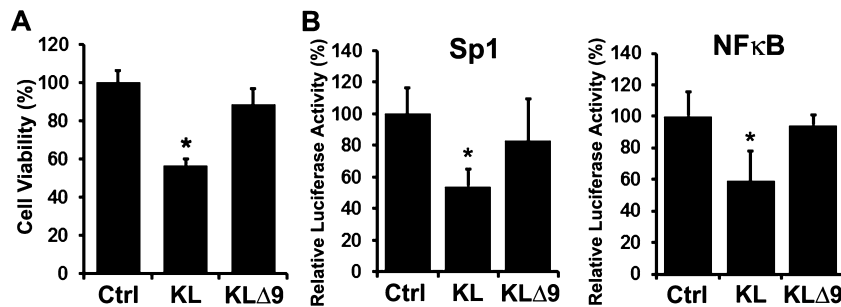 A
Cell Viability (%)
120
100
80
60
40
20
0
*
Ctrl KL KLΔ9
B
Sp1
Relative Luciferase Activity (%)
140
120
100
80
60
40
20
0
*
Ctrl KL KLΔ9
NFκB
Relative Luciferase Activity (%)
140
120
100
80
60
40
20
0
*
Ctrl KL KLΔ9